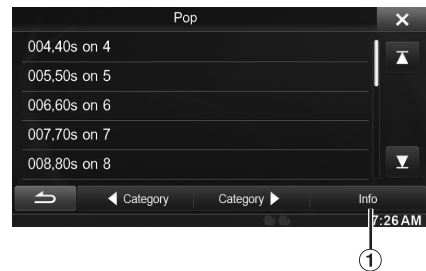 Pop
004,40s on 4
005,50s on 5
006,60s on 6
007,70s on 7
008,80s on 8
Category
Category
Info
7:26 AM
1